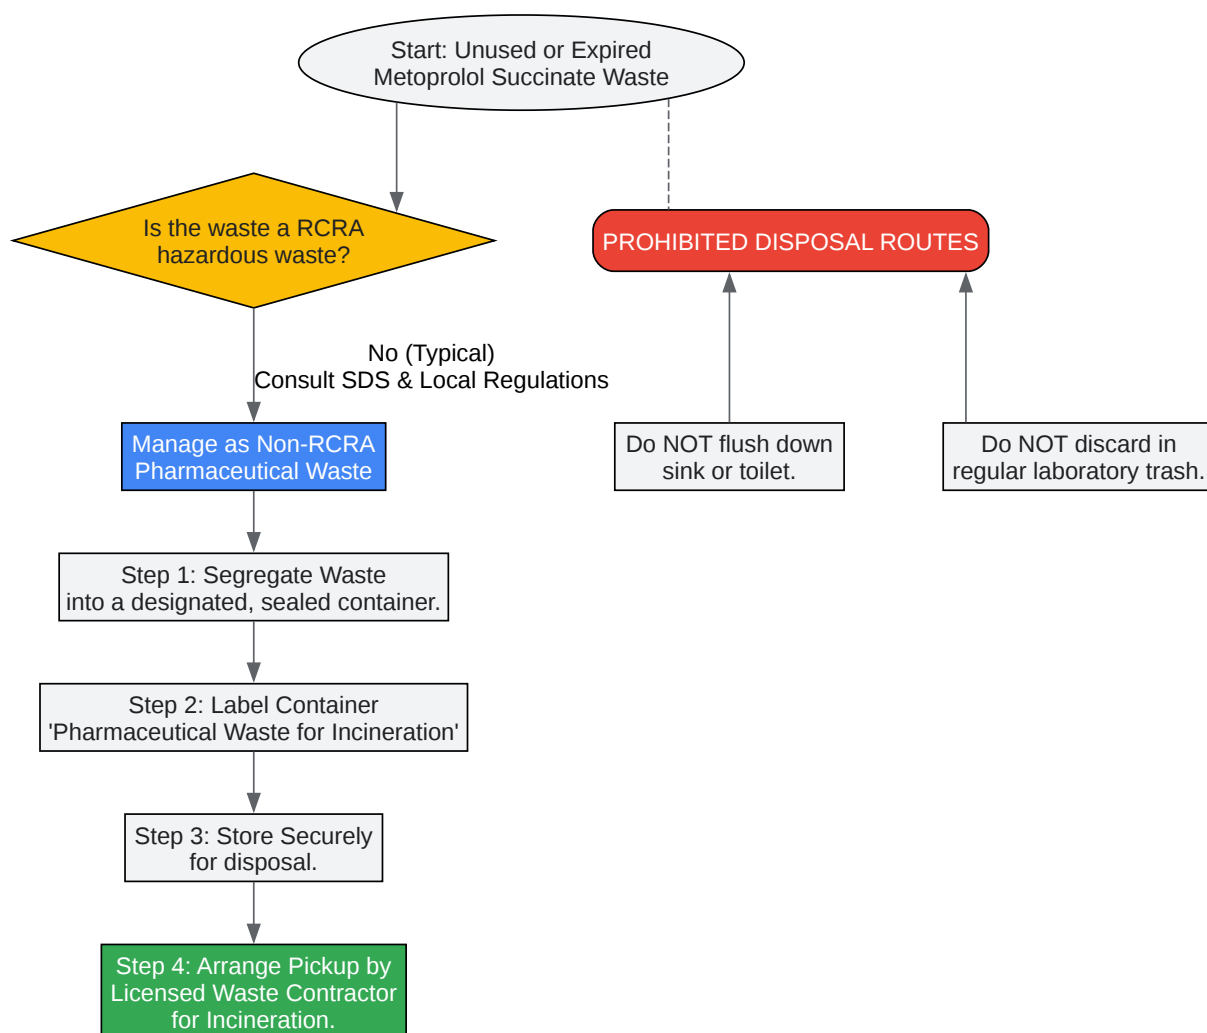 Start: Unused or Expired
Metoprolol Succinate Waste
Is the waste a RCRA
hazardous waste?
PROHIBITED DISPOSAL ROUTES
No (Typical)
Consult SDS & Local Regulations
Manage as Non-RCRA
Pharmaceutical Waste
Do NOT flush down
sink or toilet.
Do NOT discard in
regular laboratory trash.
Step 1: Segregate Waste
into a designated, sealed container.
Step 2: Label Container
'Pharmaceutical Waste for Incineration'
Step 3: Store Securely
for disposal.
Step 4: Arrange Pickup by
Licensed Waste Contractor
for Incineration.